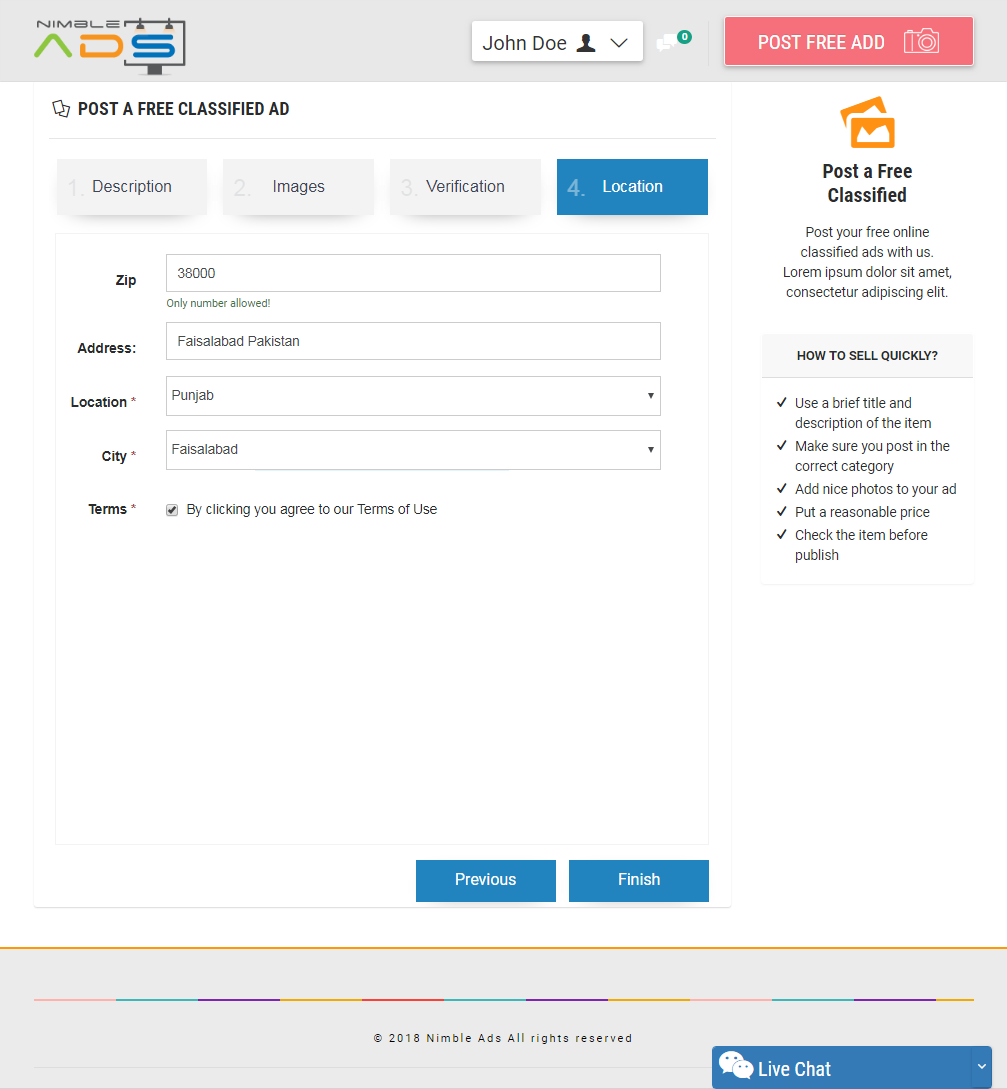 NIMBLE
ADS
John Doe
0
POST FREE ADD
POST A FREE CLASSIFIED AD
1. Description
2. Images
3. Verification
4. Location
Zip
38000
Only number allowed!
Address:
Faisalabad Pakistan
Location *
Punjab
City *
Faisalabad
Terms *
By clicking you agree to our Terms of Use
Previous
Finish
Post a Free
Classified
Post your free online
classified ads with us.
Lorem ipsum dolor sit amet,
consectetur adipiscing elit.
HOW TO SELL QUICKLY?
Use a brief title and
description of the item
Make sure you post in the
correct category
Add nice photos to your ad
Put a reasonable price
Check the item before
publish
© 2018 Nimble Ads All rights reserved
Live Chat